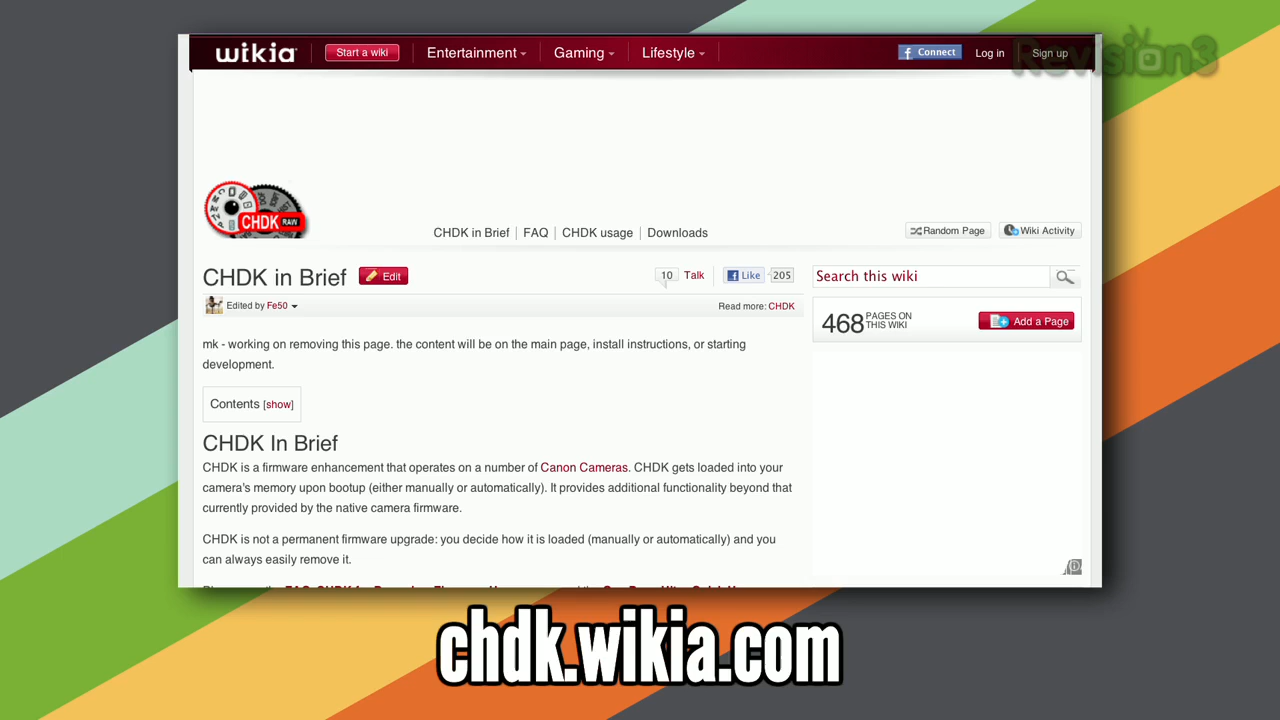 wikia
Start a wiki
Entertainment
Gaming
Lifestyle
f Connect
Log in
Sign up
Revision3
CHDK RAW
CHDK in Brief
FAQ
CHDK usage
Downloads
Random Page
Wiki Activity
CHDK in Brief
Edit
10 Talk
Like 205
Search this wiki
Edited by Fe50
Read more: CHDK
468 PAGES ON
THIS WIKI
Add a Page
mk - working on removing this page. the content will be on the main page, install instructions, or starting
development.
Contents [show]
CHDK In Brief
CHDK is a firmware enhancement that operates on a number of Canon Cameras. CHDK gets loaded into your
camera's memory upon bootup (either manually or automatically). It provides additional functionality beyond that
currently provided by the native camera firmware.
CHDK is not a permanent firmware upgrade: you decide how it is loaded (manually or automatically) and you
can always easily remove it.
chdk.wikia.com